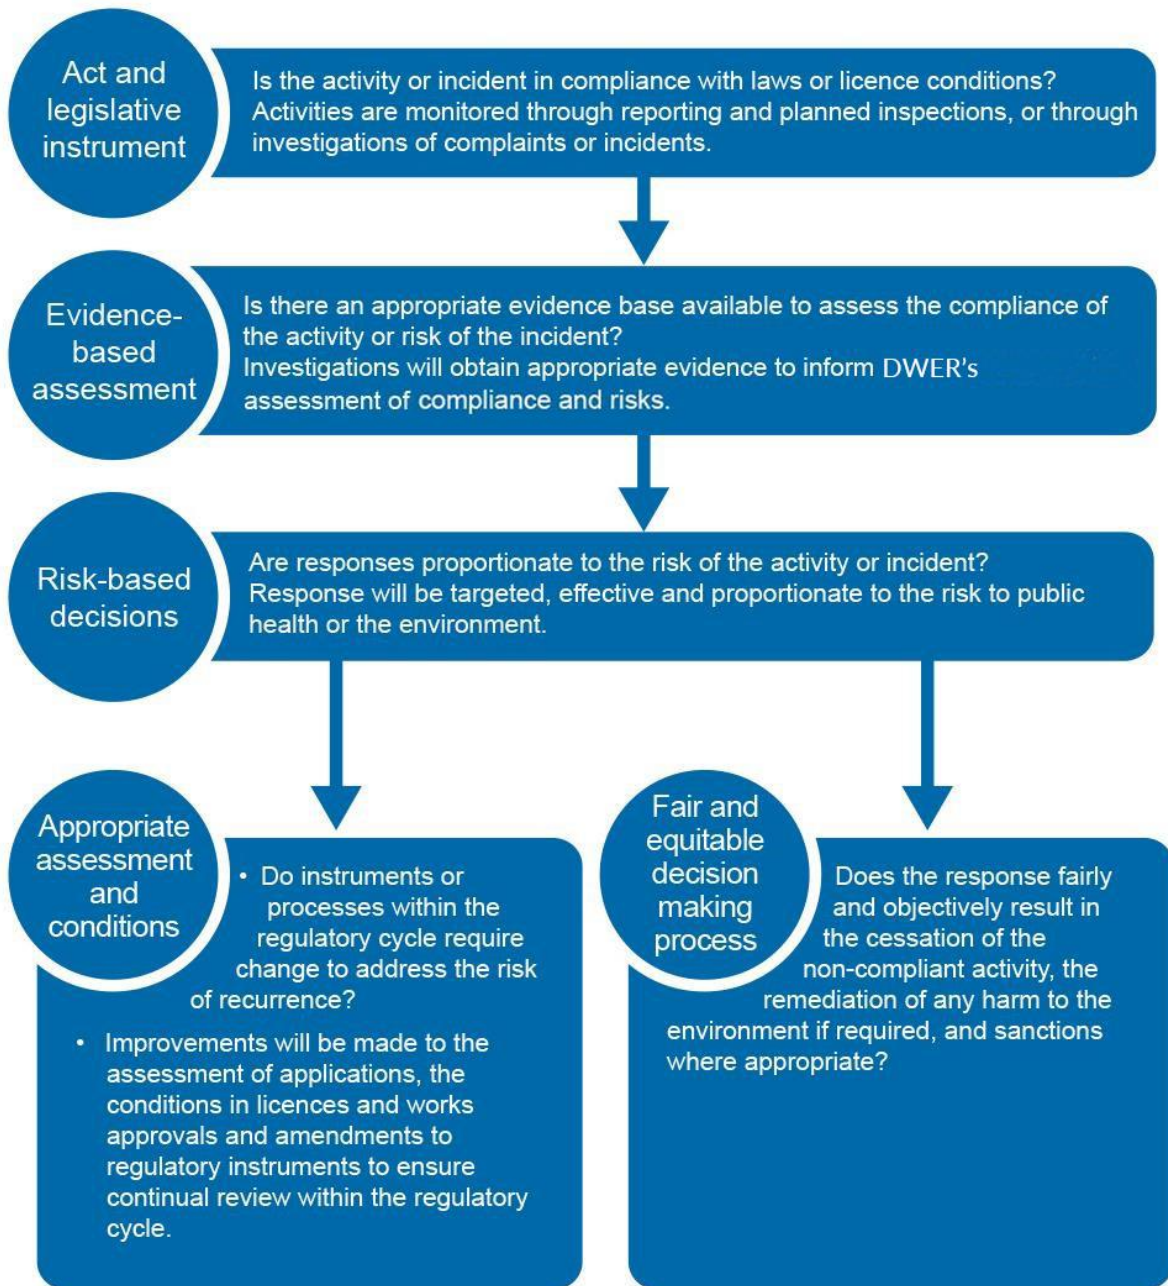 Act and
legislative
instrument
Is the activity or incident in compliance with laws or licence conditions?
Activities are monitored through reporting and planned inspections, or through
investigations of complaints or incidents.
Evidence-
based
assessment
Is there an appropriate evidence base available to assess the compliance of
the activity or risk of the incident?
Investigations will obtain appropriate evidence to inform DWER's
assessment of compliance and risks.
Risk-based
decisions
Are responses proportionate to the risk of the activity or incident?
Response will be targeted, effective and proportionate to the risk to public
health or the environment.
Appropriate
assessment
and
conditions
• Do instruments or
processes within the
regulatory cycle require
change to address the risk
of recurrence?
• Improvements will be made to the
assessment of applications, the
conditions in licences and works
approvals and amendments to
regulatory instruments to ensure
continual review within the regulatory
cycle.
Fair and
equitable
decision
making
process
Does the response fairly
and objectively result in
the cessation of the
non-compliant activity, the
remediation of any harm to the
environment if required, and sanctions
where appropriate?